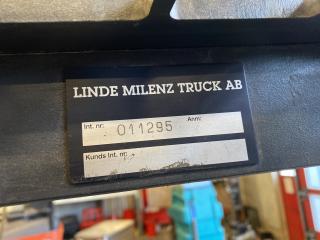 LINDE MILENZ TRUCK AB
Int. nr: 011295 Anm:
Kunds Int. nr: